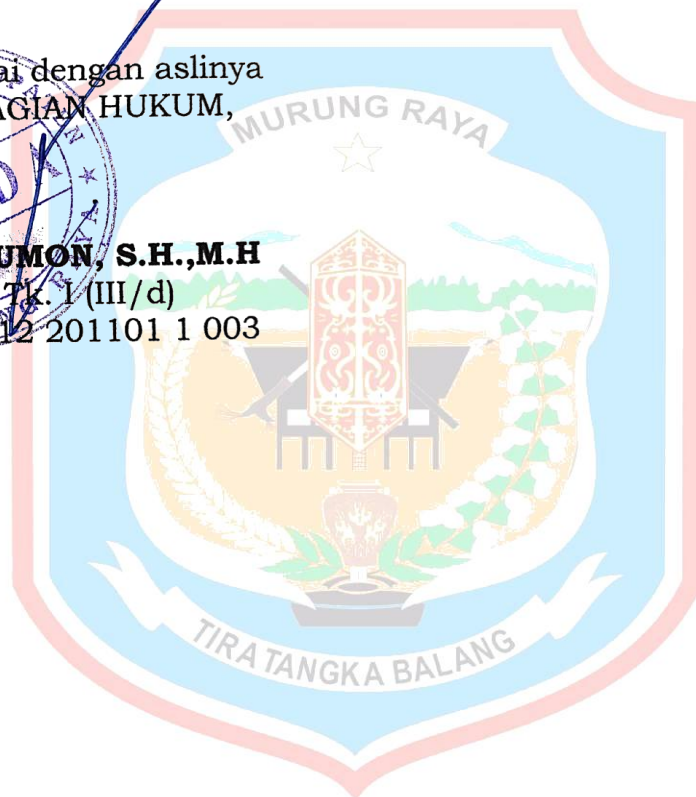 ai dengan aslinya
AGIAN HUKUM,
UMON, S.H.,M.H
Tk. I (III/d)
12 201101 1 003
MURUNG RAYA
TIRA TANGKA BALANG